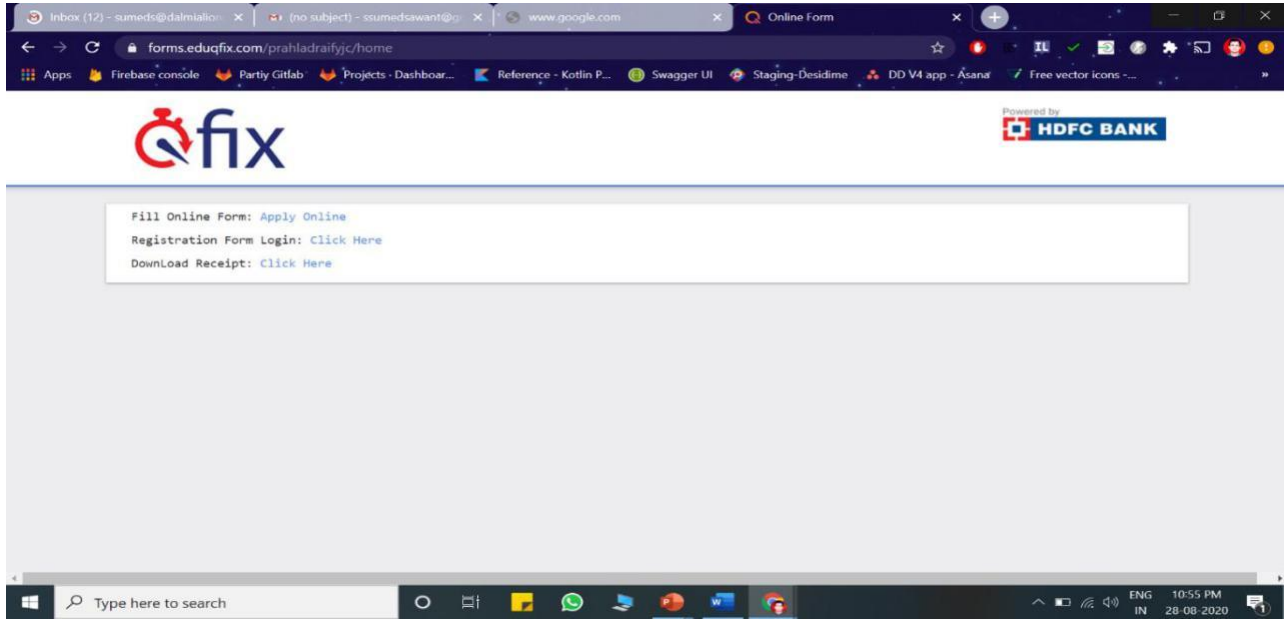 Inbox (12) - sumeds@dalmialion
(no subject) - ssumedsawant@g
www.google.com
Online Form
forms.eduqfix.com/prahladraifyjc/home
Apps
Firebase console
Partiy Gitlab
Projects - Dashboar...
Reference - Kotlin P...
Swagger UI
Staging-Desidime
DD V4 app - Asana
Free vector icons -...
»
Qfix
Powered by
HDFC BANK
Fill Online Form: Apply Online
Registration Form Login: Click Here
DownLoad Receipt: Click Here
Type here to search
ENG
IN
10:55 PM
28-08-2020
1